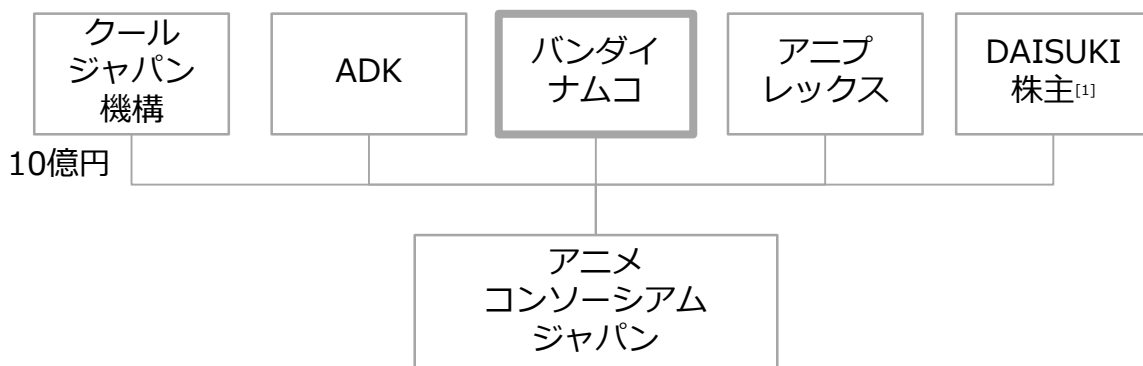 クール
ジャパン
機構
ADK
バンダイ
ナムコ
アニプ
レックス
DAISUKI
株主[1]
10億円
アニメ
コンソーシアム
ジャパン